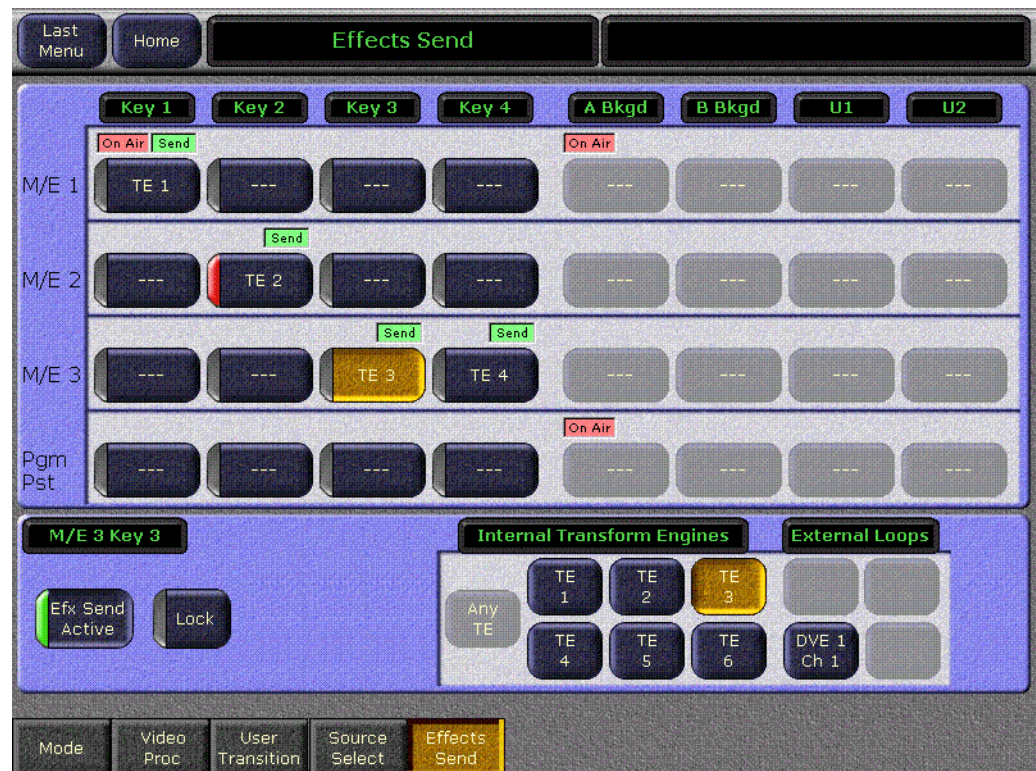 Last
Menu
Home
Effects Send
Key 1
Key 2
Key 3
Key 4
A Bkgd
B Bkgd
U1
U2
On Air
Send
On Air
M/E 1
TE 1
---
---
---
---
---
---
---
Send
M/E 2
---
TE 2
---
---
---
---
---
---
Send
Send
M/E 3
---
---
TE 3
TE 4
---
---
---
---
On Air
Pgm
Pst
---
---
---
---
---
---
---
---
M/E 3 Key 3
Internal Transform Engines
External Loops
Efx Send
Active
Lock
Any
TE
TE
1
TE
2
TE
3
TE
4
TE
5
TE
6
DVE 1
Ch 1
Mode
Video
Proc
User
Transition
Source
Select
Effects
Send